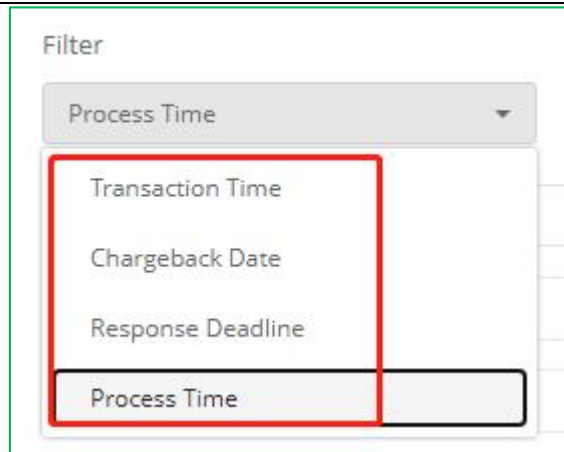 Filter
Process Time
Transaction Time
Chargeback Date
Response Deadline
Process Time